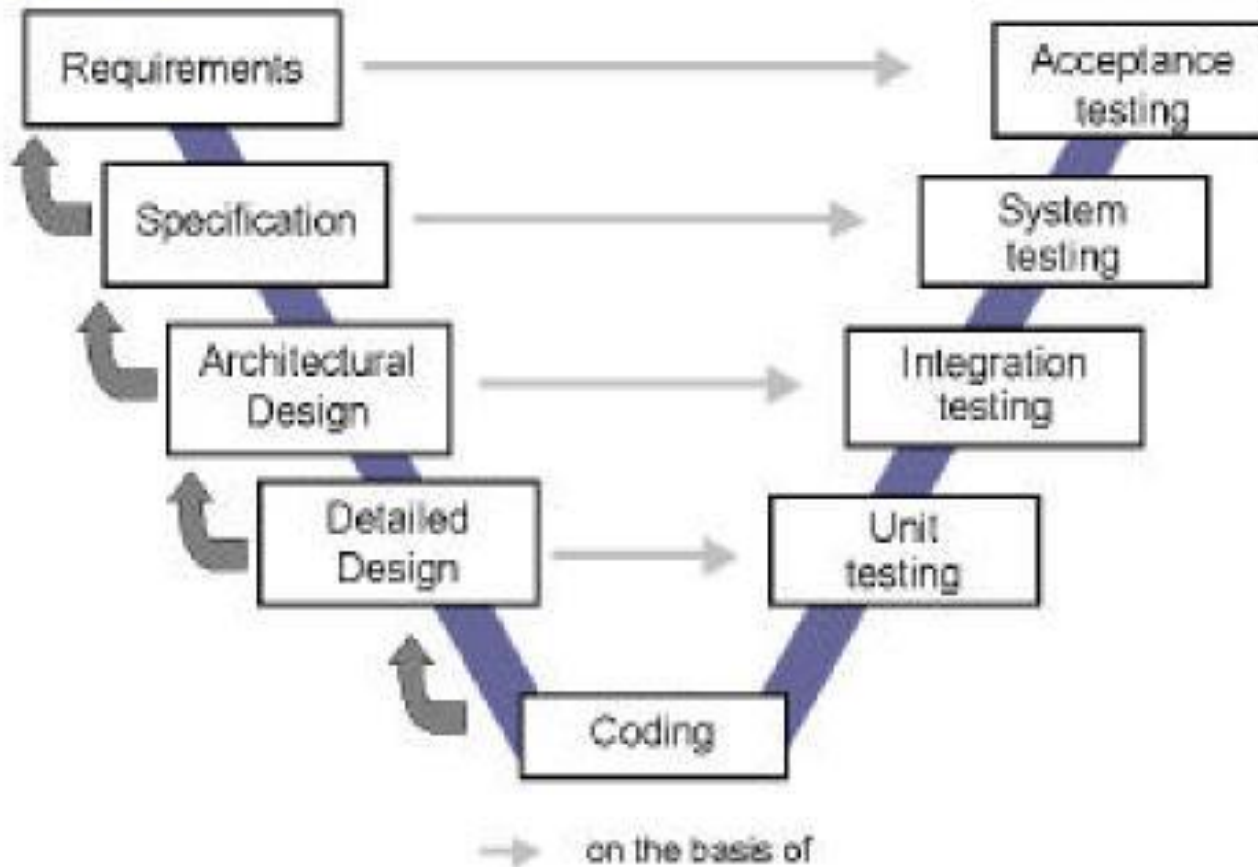 Requirements
Acceptance
testing
Specification
System
testing
Architectural
Design
Integration
testing
Detailed
Design
Unit
testing
Coding
on the basis of